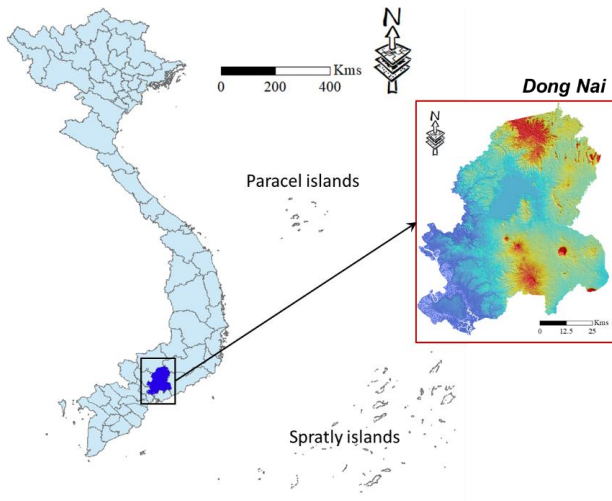 N
Kms
0 200 400
Dong Nai
N
Paracel islands
Kms
0 12.5 25
Spratly islands